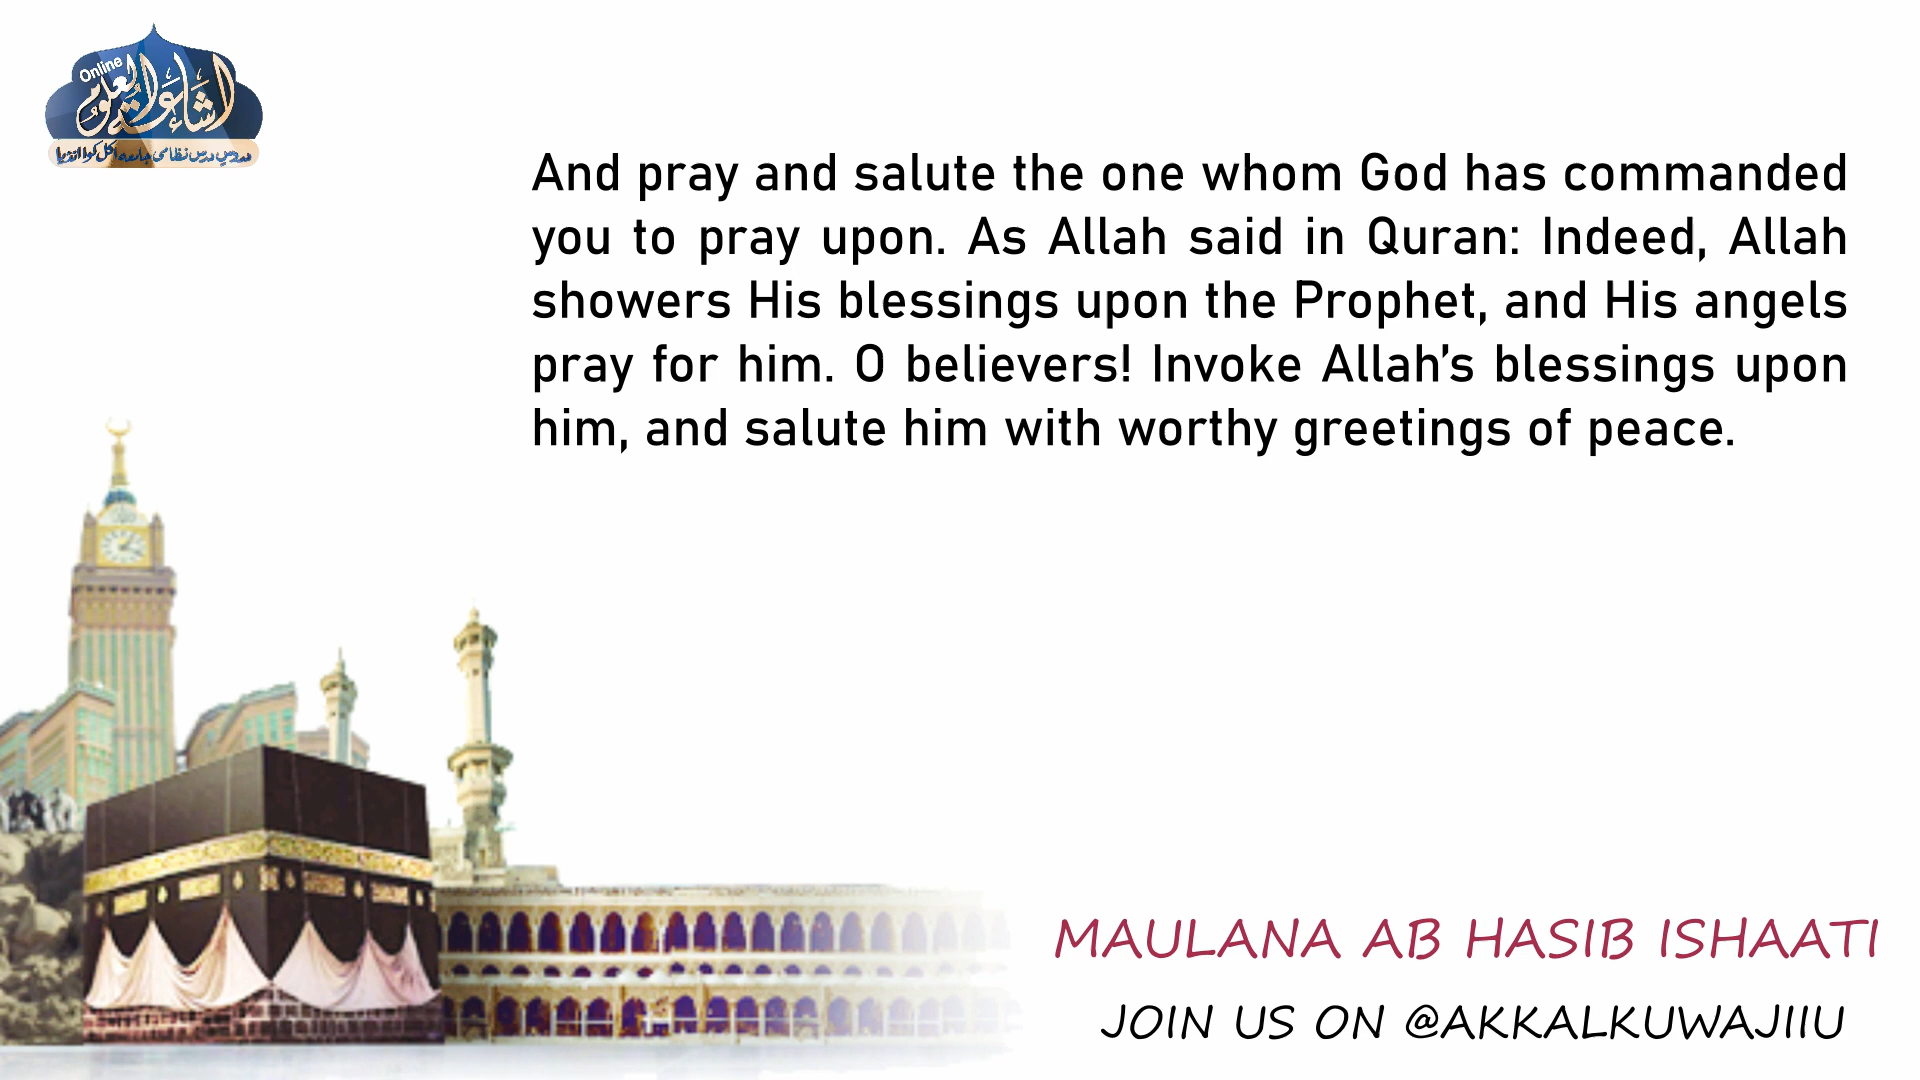 Online
اشاعۃ العلوم
And pray and salute the one whom God has commanded
you to pray upon. As Allah said in Quran: Indeed, Allah
showers His blessings upon the Prophet, and His angels
pray for him. O believers! Invoke Allah’s blessings upon
him, and salute him with worthy greetings of peace.
MAULANA AB HASIB ISHAATI
JOIN US ON @AKKALKUWAJIIU